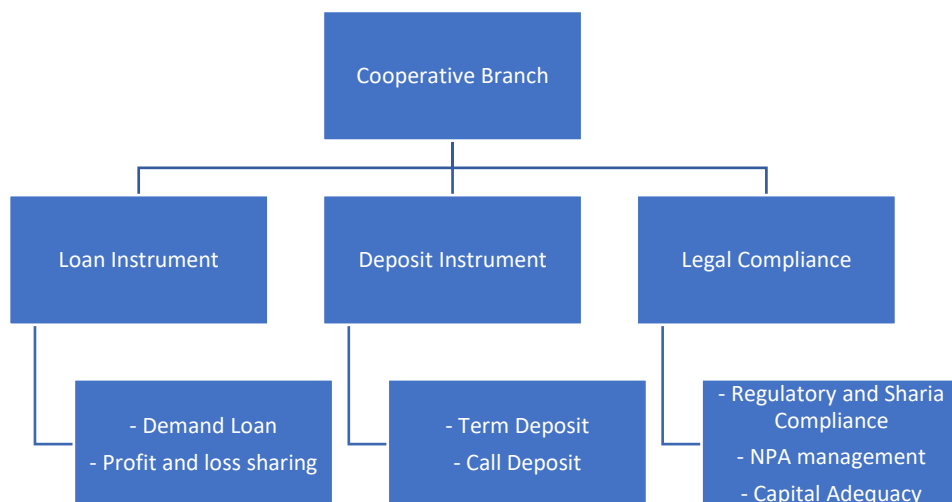 Cooperative Branch
Loan Instrument
Deposit Instrument
Legal Compliance
- Demand Loan
- Profit and loss sharing
- Term Deposit
- Call Deposit
- Regulatory and Sharia
Compliance
- NPA management
- Capital Adequacy